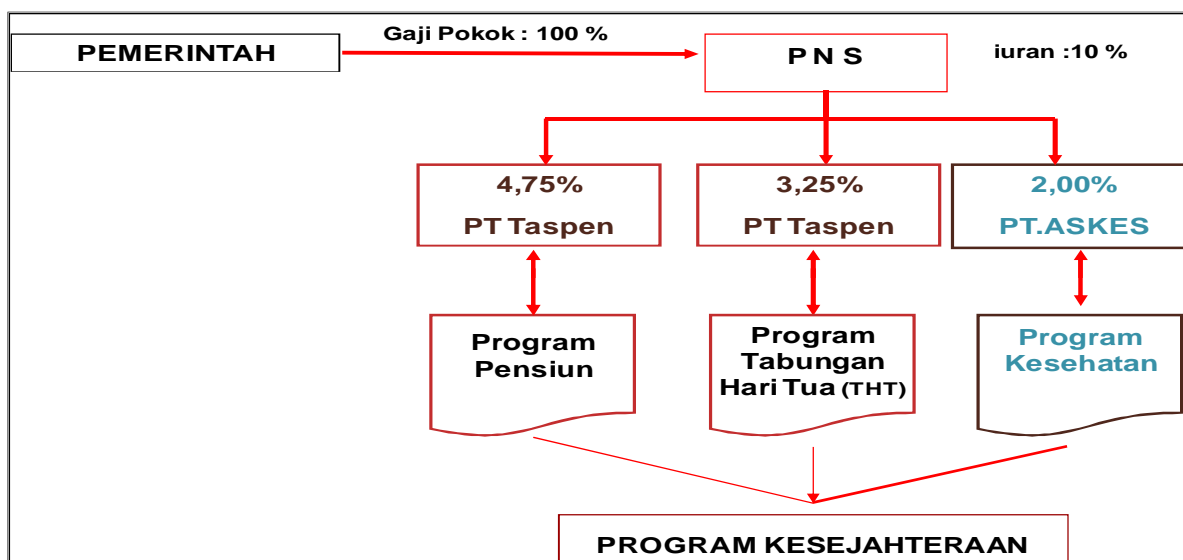 PEMERINTAH
Gaji Pokok : 100 %
P N S
iuran :10 %
4,75%
PT Taspen
3,25%
PT Taspen
2,00%
PT.ASKES
Program
Pensiun
Program
Tabungan
Hari Tua (THT)
Program
Kesehatan
PROGRAM KESEJAHTERAAN